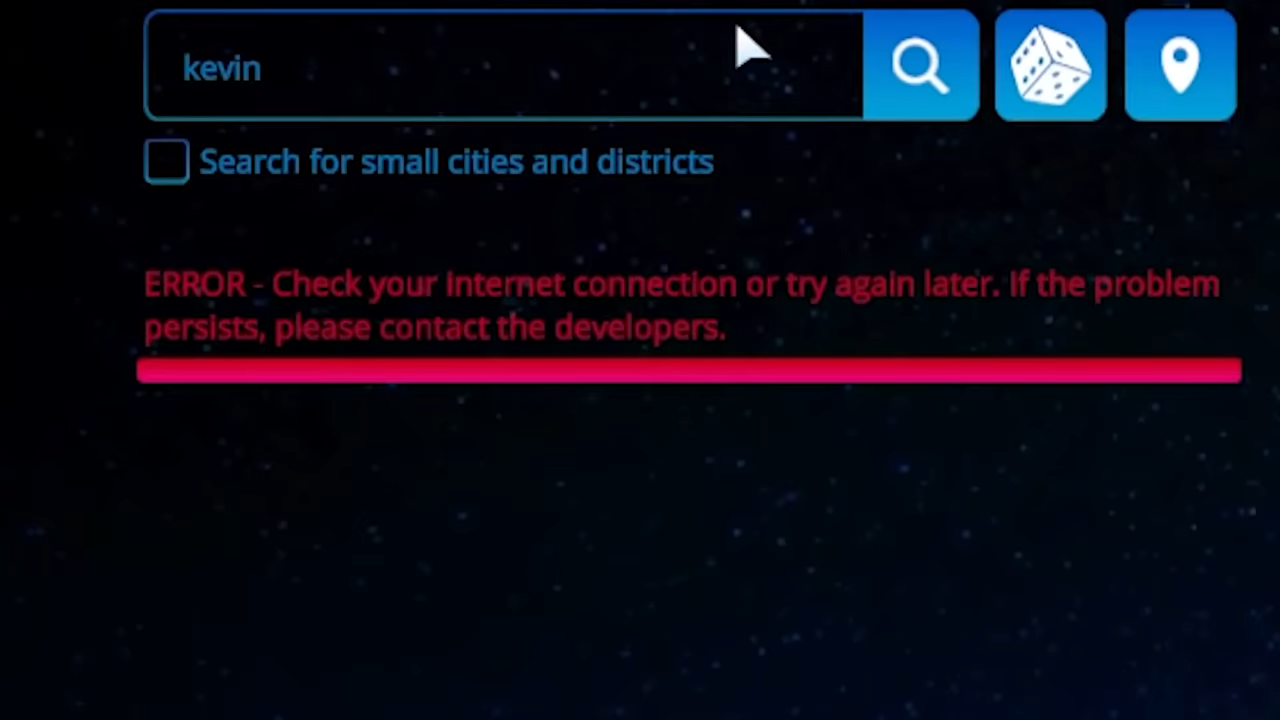 kevin
Search for small cities and districts
ERROR - Check your internet connection or try again later. If the problem
persists, please contact the developers.